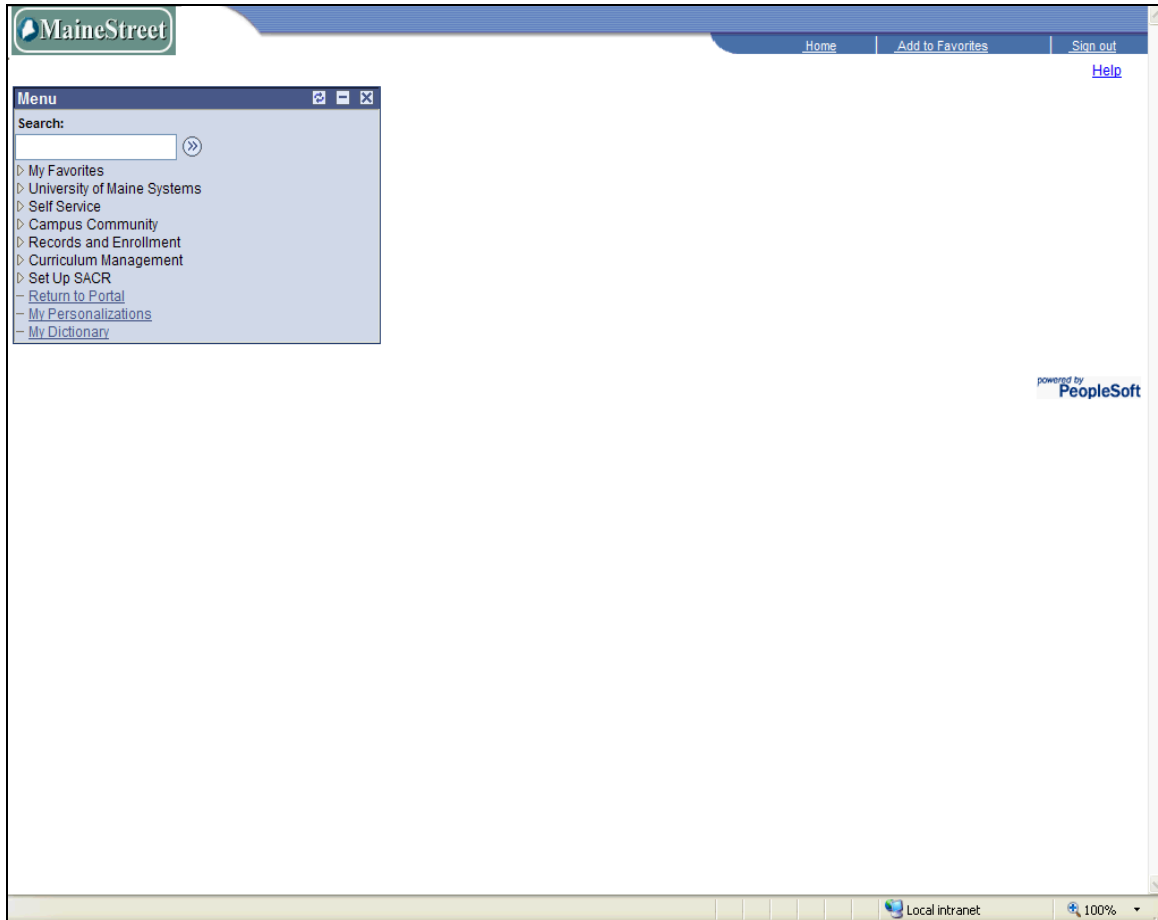 MaineStreet
Home Add to Favorites Sign out
Help
Menu
Search:
My Favorites
University of Maine Systems
Self Service
Campus Community
Records and Enrollment
Curriculum Management
Set Up SACR
Return to Portal
My Personalizations
My Dictionary
powered by
PeopleSoft
Local intranet 100%